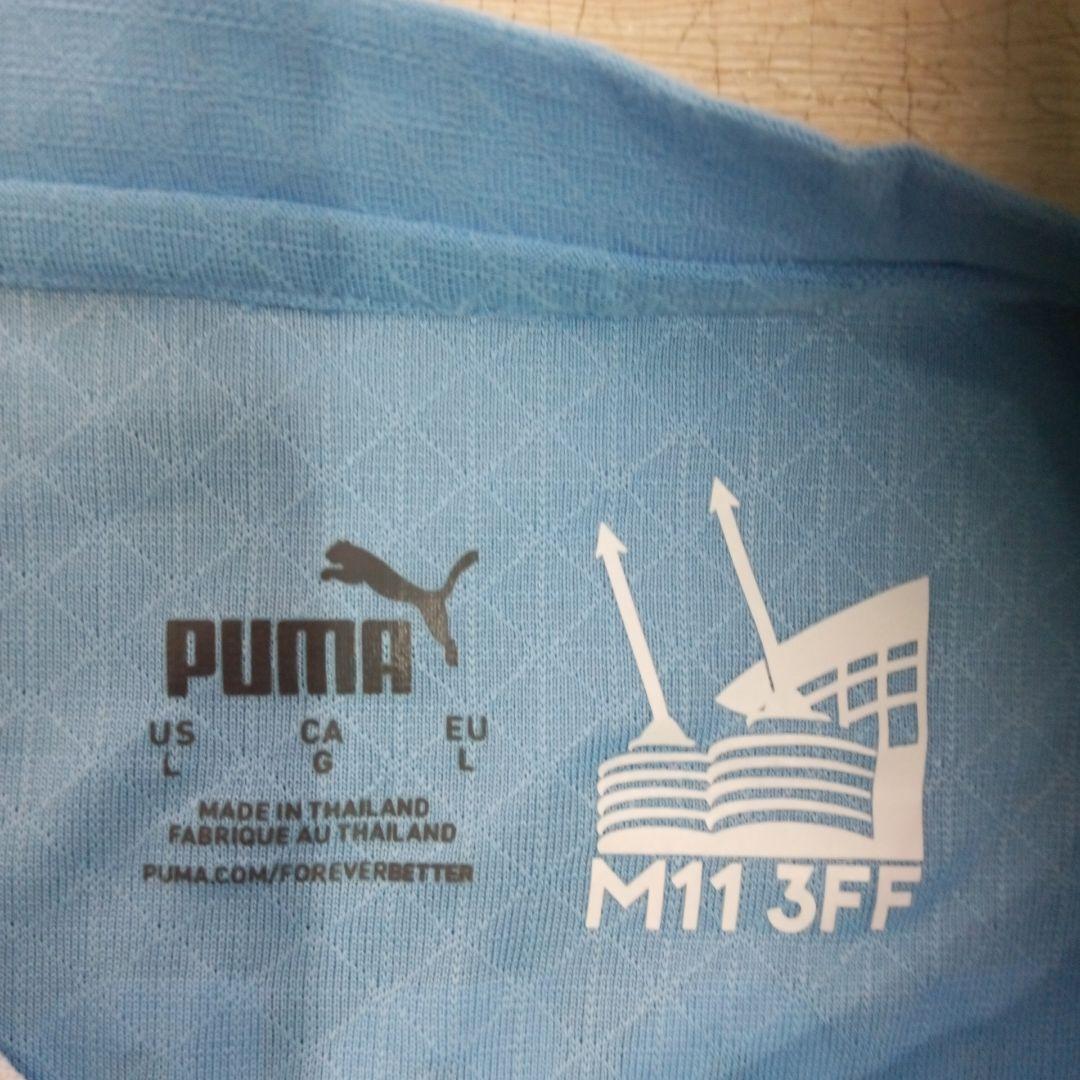 PUMA
US CA EU
L G L
MADE IN THAILAND
FABRIQUE AU THAILAND
PUMA.COM/FOREVERBETTER
M11 3FF